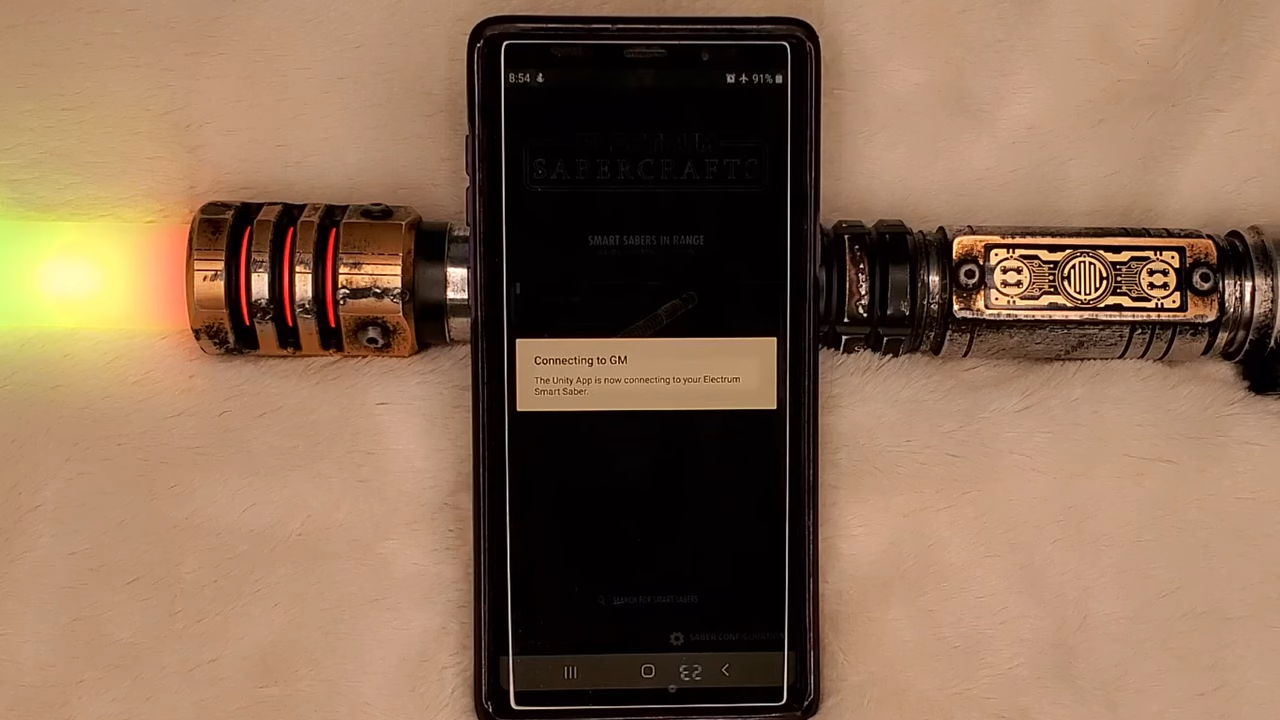 8:54
91%
SABERCRAFTS
SMART SABERS IN RANGE
Connecting to GM
The Unity App is now connecting to your Electrum
Smart Saber.
SEARCH FOR SMART SABERS
SABER CONFIGURATION